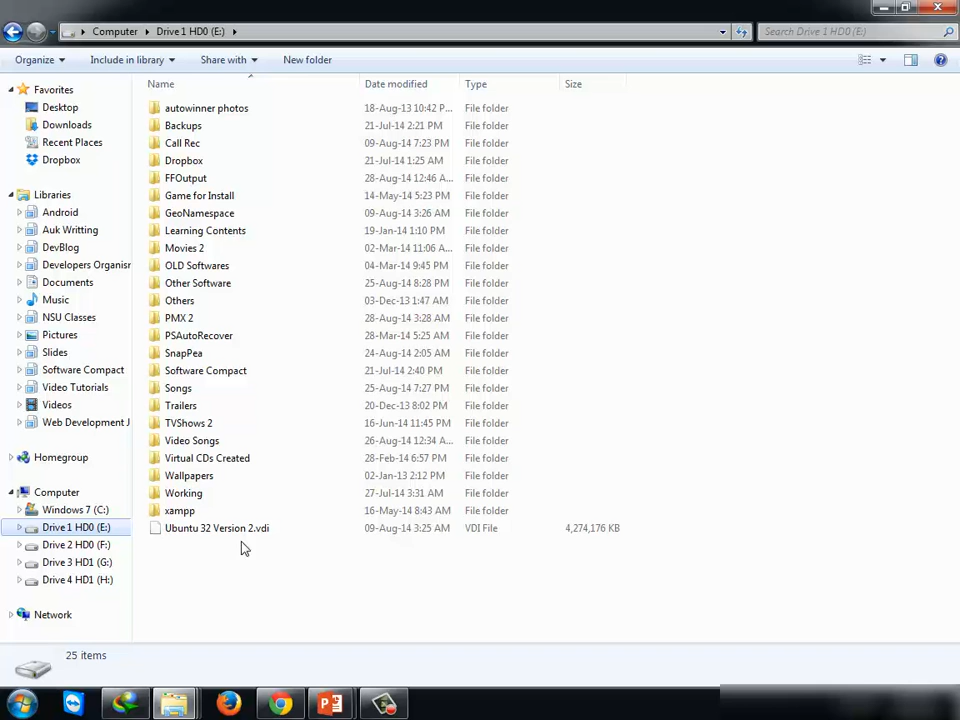 Computer Drive 1 HD0 (E:)
Search Drive 1 HD0 (E:)
Organize Include in library Share with New folder
Name Date modified Type Size
Favorites
Desktop
Downloads
Recent Places
Dropbox
Libraries
Android
Auk Writting
DevBlog
Developers Organisr
Documents
Music
NSU Classes
Pictures
Slides
Software Compact
Video Tutorials
Videos
Web Development J
Homegroup
Computer
Windows 7 (C:)
Drive 1 HD0 (E:)
Drive 2 HD0 (F:)
Drive 3 HD1 (G:)
Drive 4 HD1 (H:)
Network
autowinner photos 18-Aug-13 10:42 P... File folder
Backups 21-Jul-14 2:21 PM File folder
Call Rec 09-Aug-14 7:23 PM File folder
Dropbox 21-Jul-14 1:25 AM File folder
FFOutput 28-Aug-14 12:46 A... File folder
Game for Install 14-May-14 5:23 PM File folder
GeoNamespace 09-Aug-14 3:26 AM File folder
Learning Contents 19-Jan-14 1:10 PM File folder
Movies 2 02-Mar-14 11:06 A... File folder
OLD Softwares 04-Mar-14 9:45 PM File folder
Other Software 25-Aug-14 8:28 PM File folder
Others 03-Dec-13 1:47 AM File folder
PMX 2 28-Aug-14 3:28 AM File folder
PSAutoRecover 28-Mar-14 5:25 AM File folder
SnapPea 24-Aug-14 2:05 AM File folder
Software Compact 21-Jul-14 2:40 PM File folder
Songs 25-Aug-14 7:27 PM File folder
Trailers 20-Dec-13 8:02 PM File folder
TVShows 2 16-Jun-14 11:45 PM File folder
Video Songs 26-Aug-14 12:34 A... File folder
Virtual CDs Created 28-Feb-14 6:57 PM File folder
Wallpapers 02-Jan-13 2:12 PM File folder
Working 27-Jul-14 3:31 AM File folder
xampp 16-May-14 8:43 AM File folder
Ubuntu 32 Version 2.vdi 09-Aug-14 3:25 AM VDI File 4,274,176 KB
25 items